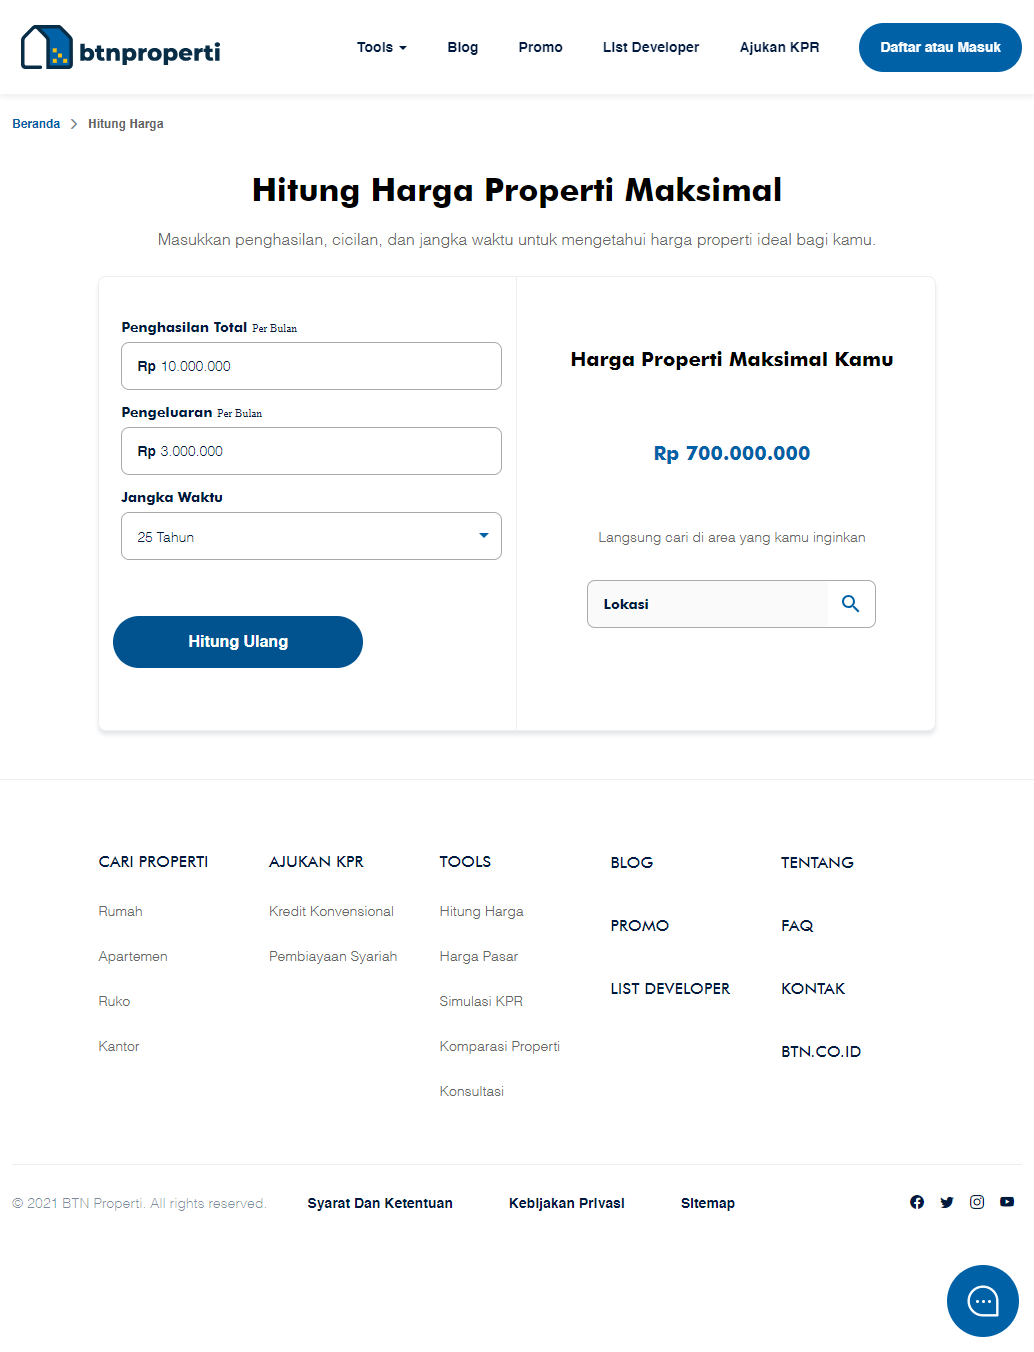 btnproperti
Tools
Blog
Promo
List Developer
Ajukan KPR
Daftar atau Masuk
Beranda
Hitung Harga
Hitung Harga Properti Maksimal
Masukkan penghasilan, cicilan, dan jangka waktu untuk mengetahui harga properti ideal bagi kamu.
Penghasilan Total Per Bulan
Rp 10.000.000
Pengeluaran Per Bulan
Rp 3.000.000
Jangka Waktu
25 Tahun
Hitung Ulang
Harga Properti Maksimal Kamu
Rp 700.000.000
Langsung cari di area yang kamu inginkan
Lokasi
CARI PROPERTI
Rumah
Apartemen
Ruko
Kantor
AJUKAN KPR
Kredit Konvensional
Pembiayaan Syariah
TOOLS
Hitung Harga
Harga Pasar
Simulasi KPR
Komparasi Properti
Konsultasi
BLOG
PROMO
LIST DEVELOPER
TENTANG
FAQ
KONTAK
BTN.CO.ID
© 2021 BTN Properti. All rights reserved.
Syarat Dan Ketentuan
Kebijakan Privasi
Sitemap